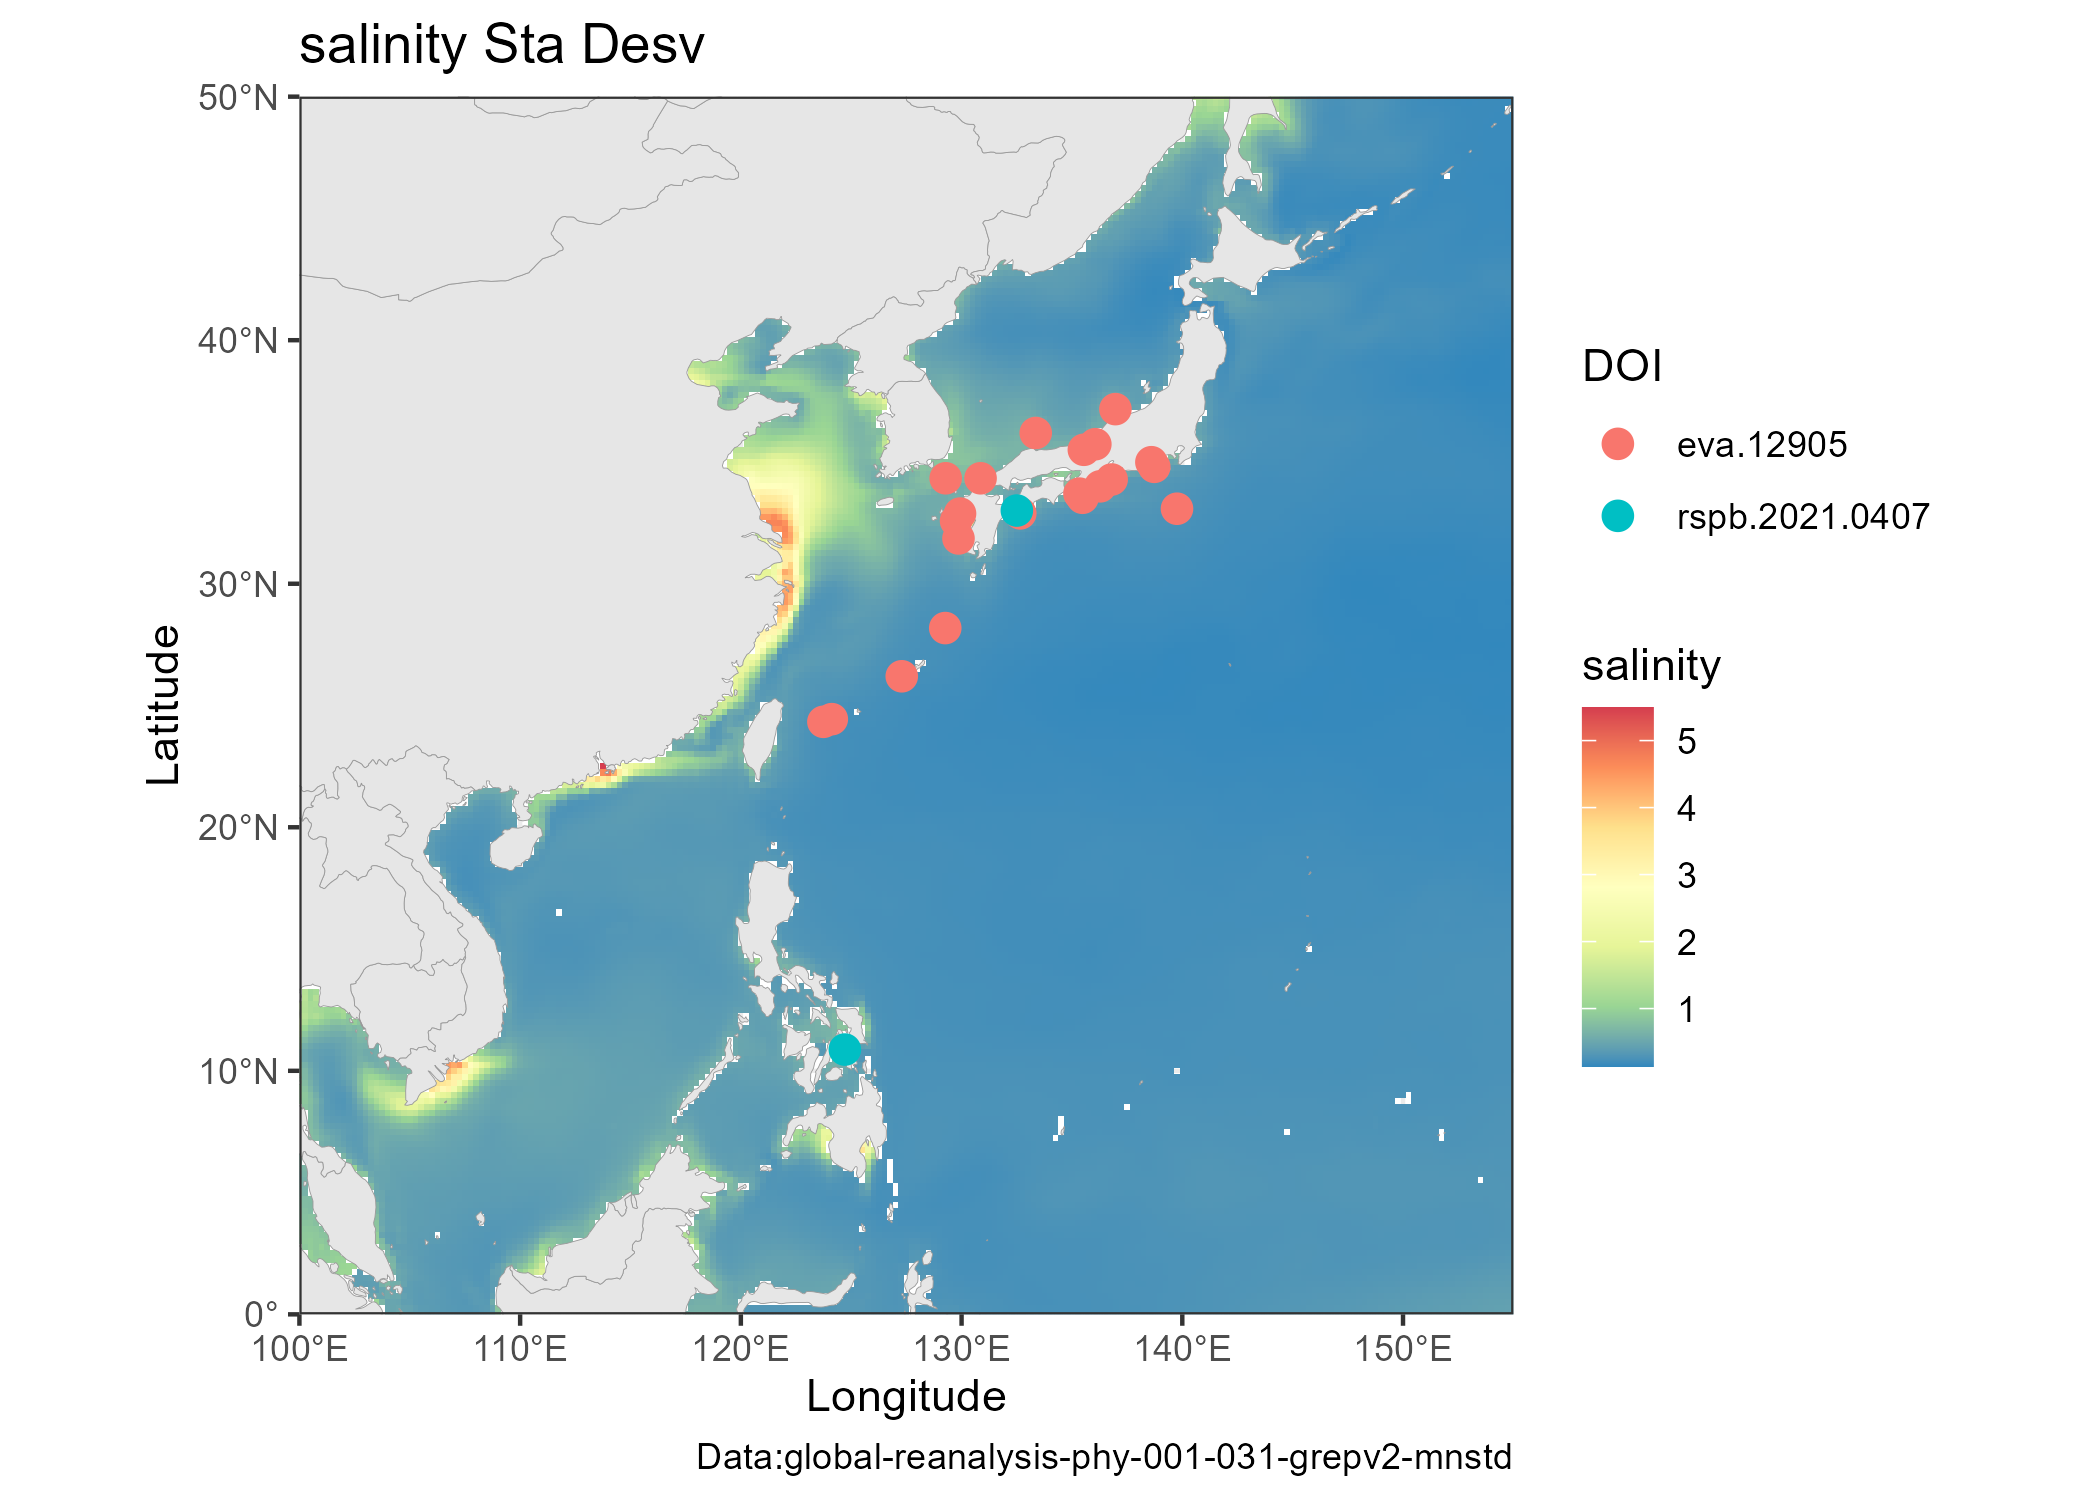 salinity Sta Desv
50°N
40°N
30°N
20°N
10°N
0°
Latitude
100°E
110°E
120°E
130°E
140°E
150°E
Longitude
Data:global-reanalysis-phy-001-031-grepv2-mnstd
DOI
eva.12905
rspb.2021.0407
salinity
5
4
3
2
1